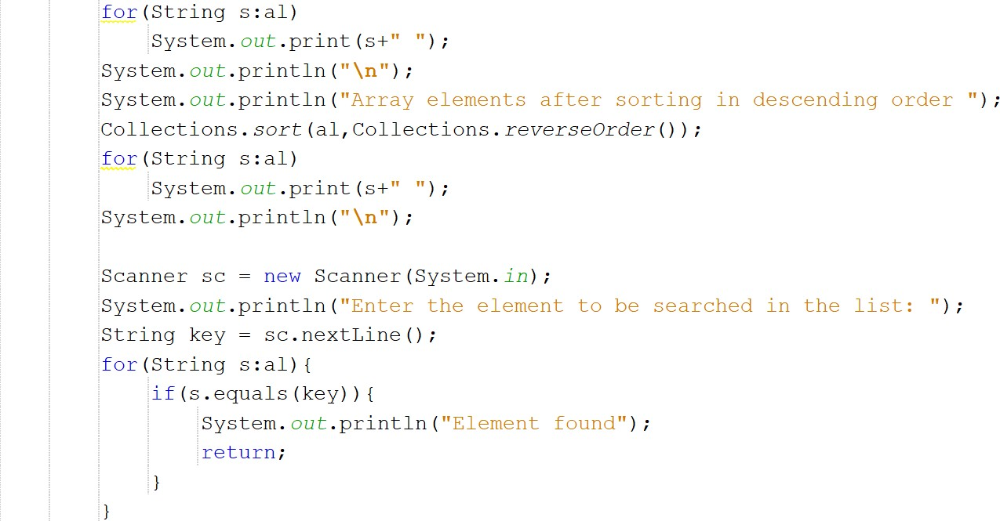 for(String s:al)
System.out.print(s+" ");
System.out.println("\n");
System.out.println("Array elements after sorting in descending order ");
Collections.sort(al,Collections.reverseOrder());
for(String s:al)
System.out.print(s+" ");
System.out.println("\n");
Scanner sc = new Scanner(System.in);
System.out.println("Enter the element to be searched in the list: ");
String key = sc.nextLine();
for(String s:al){
if(s.equals(key)){
System.out.println("Element found");
return;
}
}